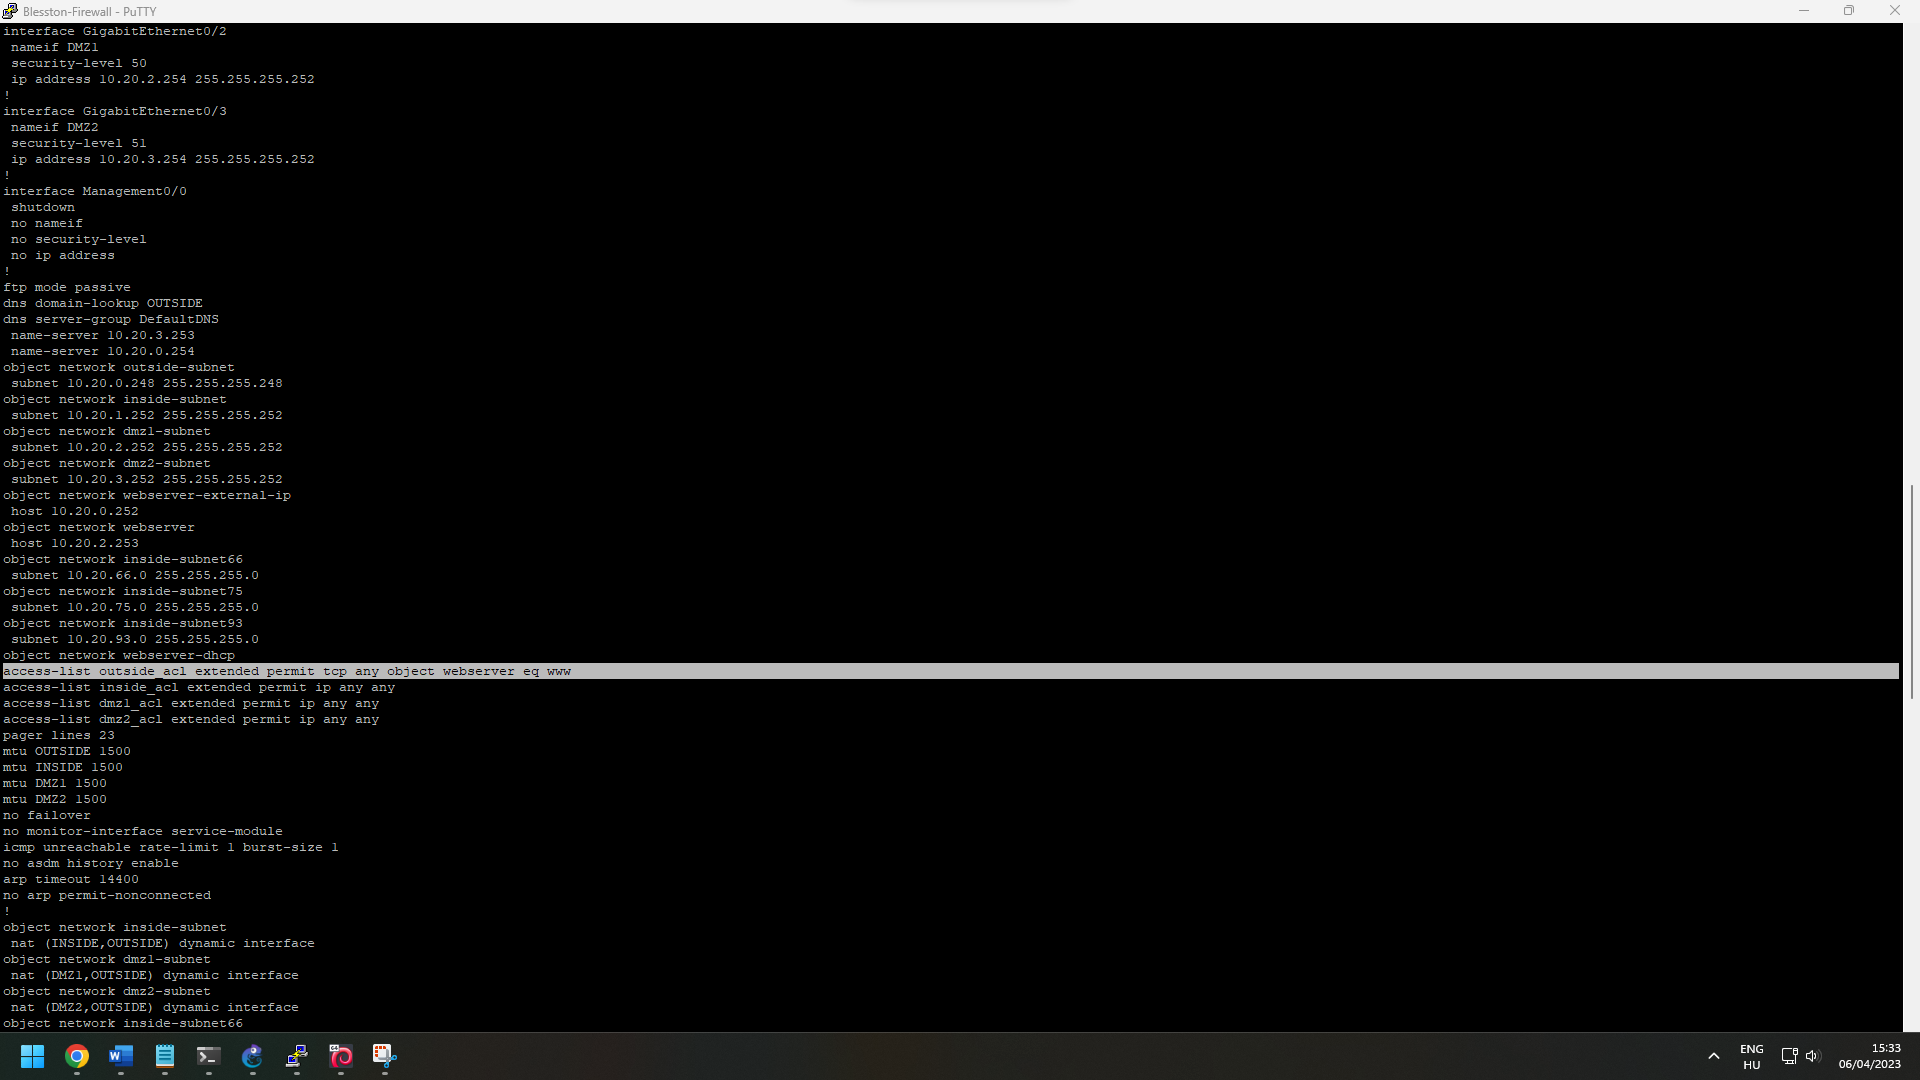 Blesston-Firewall - PuTTY
interface GigabitEthernet0/2
 nameif DMZ1
 security-level 50
 ip address 10.20.2.254 255.255.255.252
!
interface GigabitEthernet0/3
 nameif DMZ2
 security-level 51
 ip address 10.20.3.254 255.255.255.252
!
interface Management0/0
 shutdown
 no nameif
 no security-level
 no ip address
!
ftp mode passive
dns domain-lookup OUTSIDE
dns server-group DefaultDNS
 name-server 10.20.3.253
 name-server 10.20.0.254
object network outside-subnet
 subnet 10.20.0.248 255.255.255.248
object network inside-subnet
 subnet 10.20.1.252 255.255.255.252
object network dmz1-subnet
 subnet 10.20.2.252 255.255.255.252
object network dmz2-subnet
 subnet 10.20.3.252 255.255.255.252
object network webserver-external-ip
 host 10.20.0.252
object network webserver
 host 10.20.2.253
object network inside-subnet66
 subnet 10.20.66.0 255.255.255.0
object network inside-subnet75
 subnet 10.20.75.0 255.255.255.0
object network inside-subnet93
 subnet 10.20.93.0 255.255.255.0
object network webserver-dhcp
access-list outside_acl extended permit tcp any object webserver eq www
access-list inside_acl extended permit ip any any
access-list dmz1_acl extended permit ip any any
access-list dmz2_acl extended permit ip any any
pager lines 23
mtu OUTSIDE 1500
mtu INSIDE 1500
mtu DMZ1 1500
mtu DMZ2 1500
no failover
no monitor-interface service-module
icmp unreachable rate-limit 1 burst-size 1
no asdm history enable
arp timeout 14400
no arp permit-nonconnected
!
object network inside-subnet
 nat (INSIDE,OUTSIDE) dynamic interface
object network dmz1-subnet
 nat (DMZ1,OUTSIDE) dynamic interface
object network dmz2-subnet
 nat (DMZ2,OUTSIDE) dynamic interface
object network inside-subnet66
ENG
HU
15:33
06/04/2023